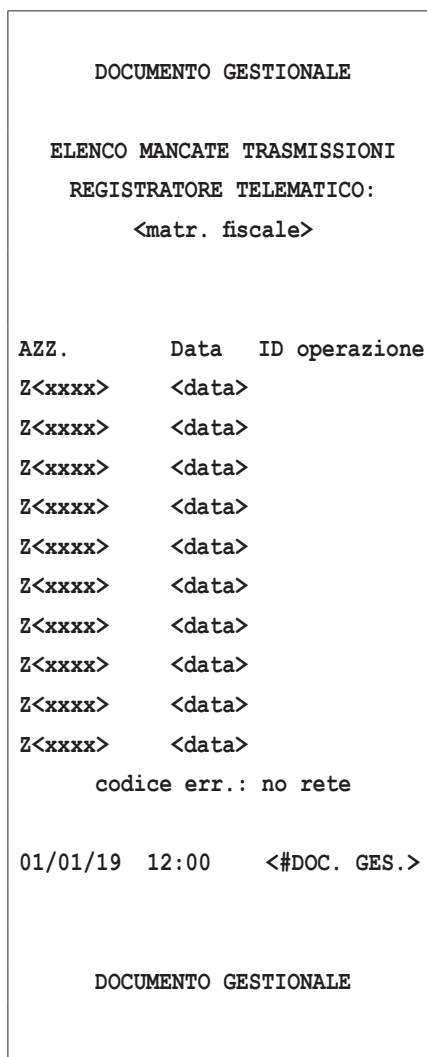 DOCUMENTO GESTIONALE
ELENCO MANCATE TRASMISSIONI
REGISTRATORE TELEMATICO:
<matr. fiscale>
AZZ. Data ID operazione
Z<xxxx> <data>
Z<xxxx> <data>
Z<xxxx> <data>
Z<xxxx> <data>
Z<xxxx> <data>
Z<xxxx> <data>
Z<xxxx> <data>
Z<xxxx> <data>
Z<xxxx> <data>
Z<xxxx> <data>
codice err.: no rete
01/01/19 12:00 <#DOC. GES.>
DOCUMENTO GESTIONALE